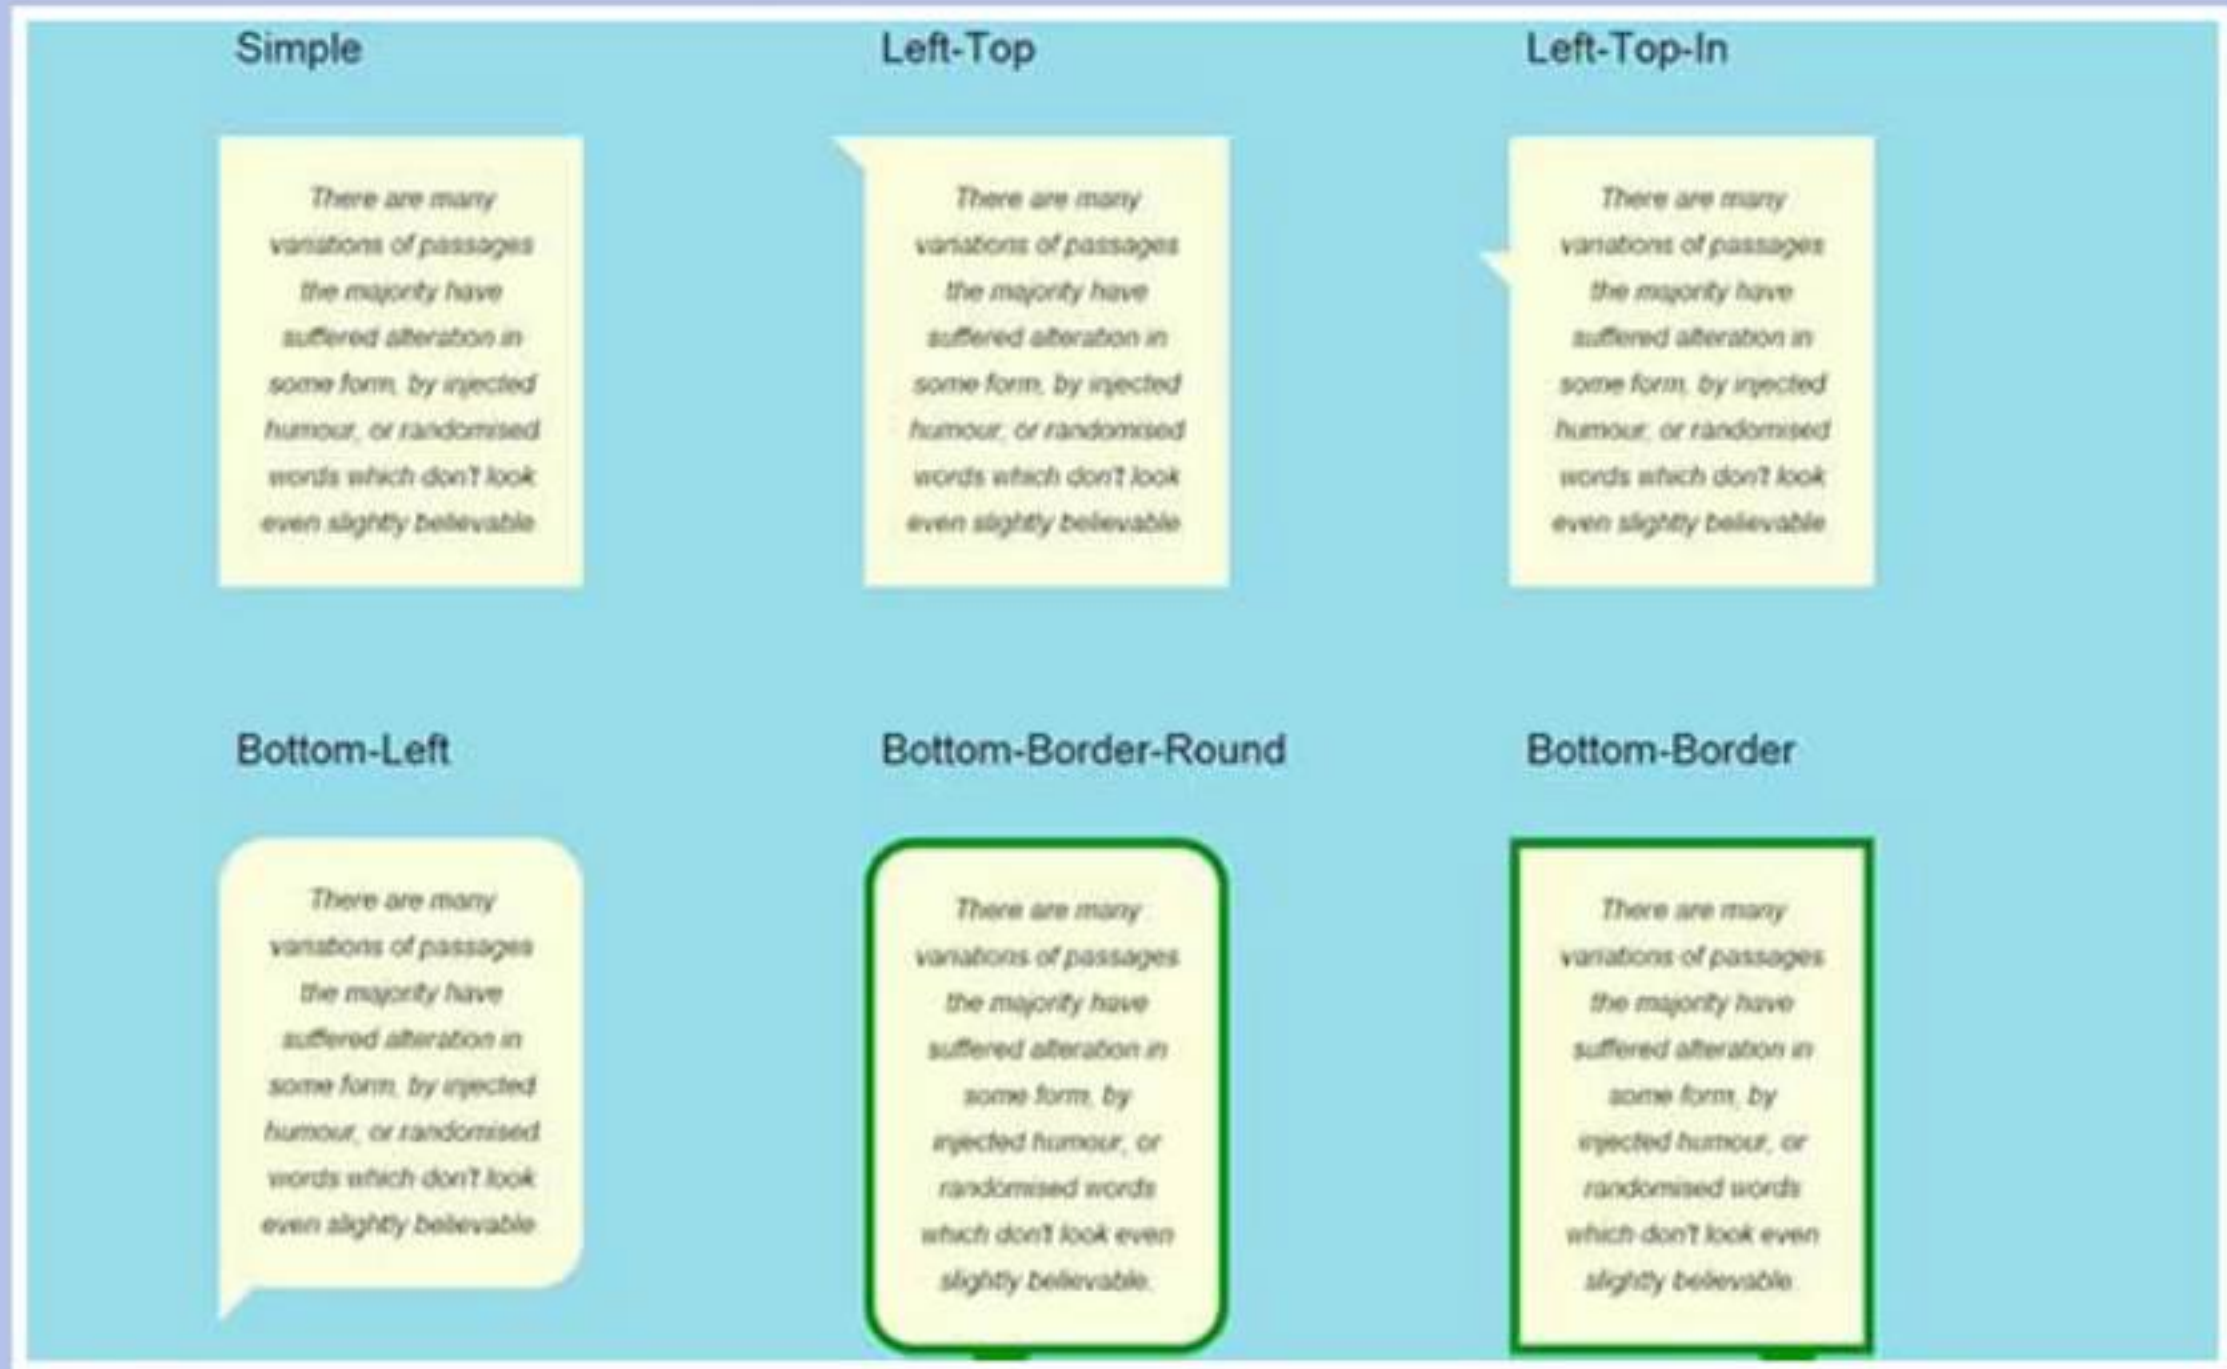 Simple
There are many
variations of passages
the majority have
suffered alteration in
some form, by injected
humour, or randomised
words which don't look
even slightly believable
Left-Top
There are many
variations of passages
the majority have
suffered alteration in
some form, by injected
humour, or randomised
words which don't look
even slightly believable
Left-Top-In
There are many
variations of passages
the majority have
suffered alteration in
some form, by injected
humour, or randomised
words which don't look
even slightly believable
Bottom-Left
There are many
variations of passages
the majority have
suffered alteration in
some form, by injected
humour, or randomised
words which don't look
even slightly believable
Bottom-Border-Round
There are many
variations of passages
the majority have
suffered alteration in
some form, by
injected humour, or
randomised words
which don't look even
slightly believable.
Bottom-Border
There are many
variations of passages
the majority have
suffered alteration in
some form, by
injected humour, or
randomised words
which don't look even
slightly believable.